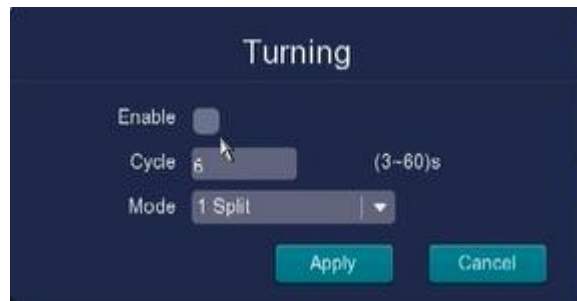 Turning
Enable
Cycle 6 (3~60)s
Mode 1 Split
Apply Cancel